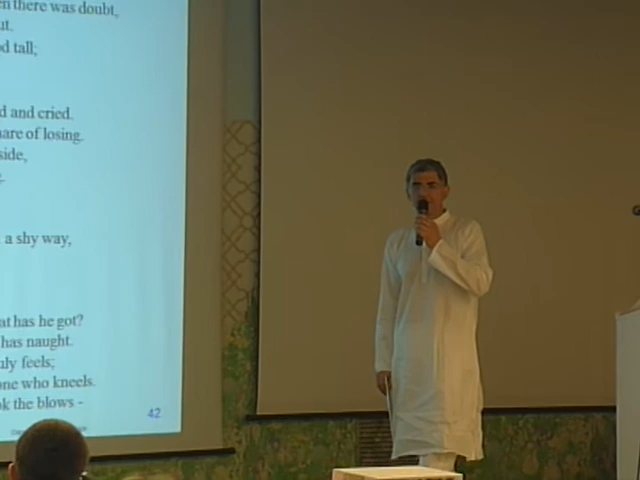 en there was doubt,
ut.
d tall;
d and cried.
hare of losing.
side,
a shy way,
at has he got?
has naught.
uly feels;
one who kneels.
ok the blows -
42